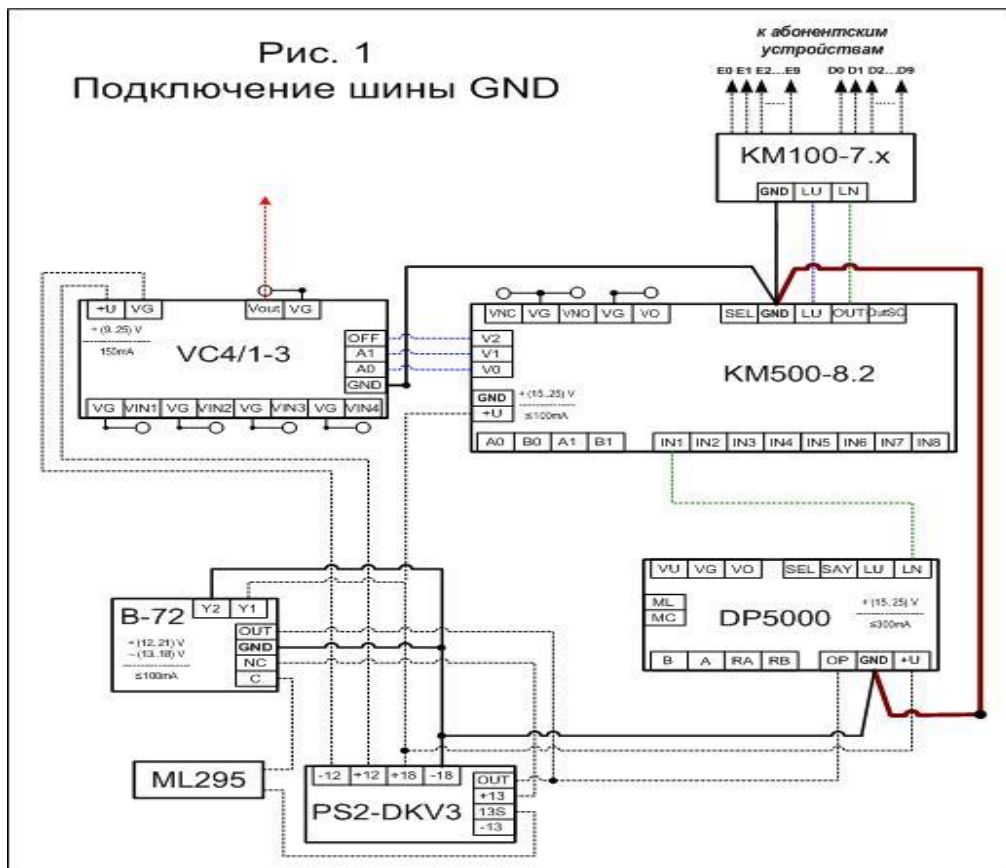 Рис. 1
Подключение шины GND
к абонентским
устройствам
E0 E1 E2...E9 D0 D1 D2...D9
KM100-7.x
GND LU LN
+U VG
Vout VG
+ (9..25) V
150mA
VC4/1-3
OFF
A1
A0
GND
VG VIN1 VG VIN2 VG VIN3 VG VIN4
VNC VG VNO VG VO
SEL GND LU OUT OutSC
V2
V1
V0
KM500-8.2
GND
+U
+ (15..25) V
≤100mA
A0 B0 A1 B1
IN1 IN2 IN3 IN4 IN5 IN6 IN7 IN8
Y2 Y1
B-72
+ (12..21) V
~ (13..18) V
≤100mA
OUT
GND
NC
C
VU VG VO
SEL SAY LU LN
ML
MC
DP5000
+ (15..25) V
≤300mA
B A RA RB
OP GND +U
ML295
-12 +12 +18 -18
PS2-DKV3
OUT
+13
13S
-13